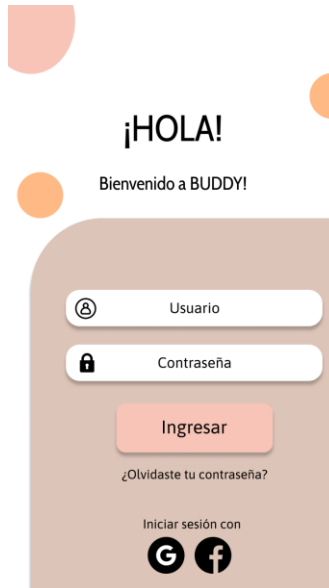 ¡HOLA!
Bienvenido a BUDDY!
Usuario
Contraseña
Ingresar
¿Olvidaste tu contraseña?
Iniciar sesión con
G f